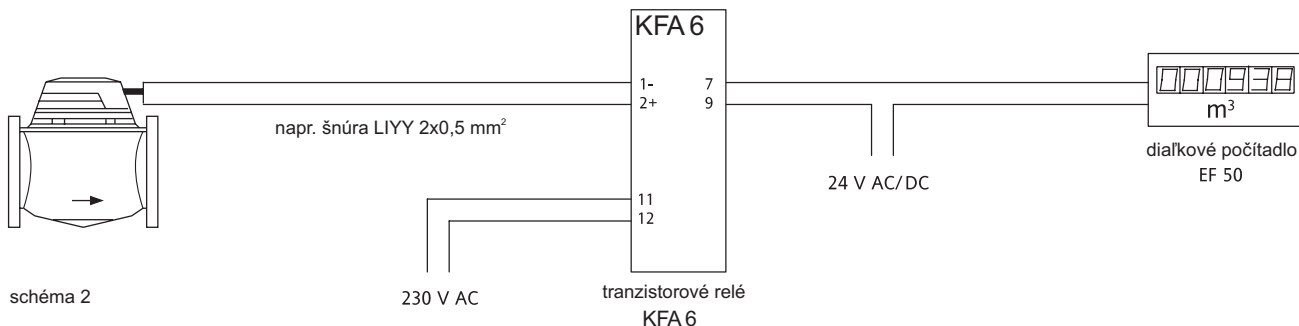 KFA 6
1-
7
2+
9
000938
m³
napr. šnúra LIYY 2x0,5 mm²
diaľkové počítadlo
EF 50
24 V AC/DC
11
12
schéma 2
230 V AC
tranzistorové relé
KFA 6